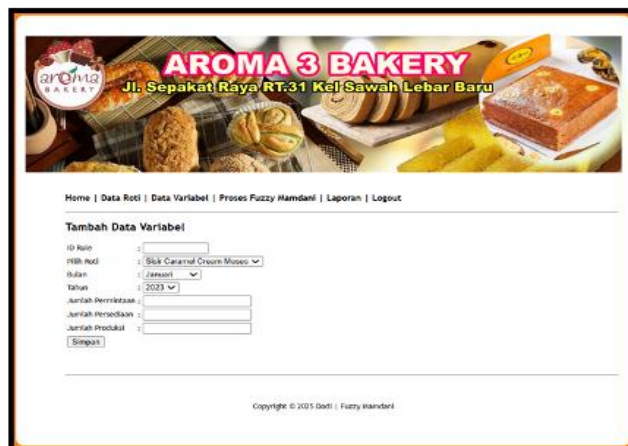 aroma
BAKERY
AROMA 3 BAKERY
Jl. Sepakat Raya RT.31 Kel Sawah Lebar Baru
Home | Data Roti | Data Variabel | Proses Fuzzy Mamdani | Laporan | Logout
Tambah Data Variabel
ID Rule :
Pilih Roti : Sisir Caramel Cream Meses
Bulan : Januari
Tahun : 2023
Jumlah Permintaan :
Jumlah Persediaan :
Jumlah Produksi :
Simpan
Copyright © 2025 Dodi | Fuzzy Mamdani